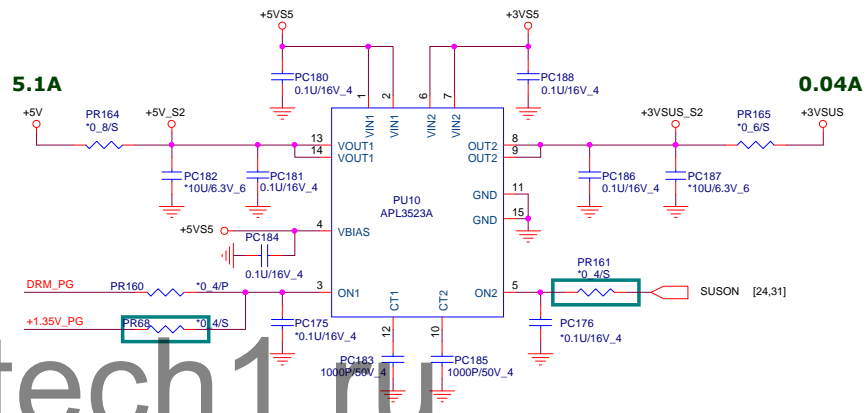 +5VS5
+3VS5
5.1A
0.04A
PC180
0.1U/16V_4
PC188
0.1U/16V_4
1
2
6
7
VIN1
VIN1
VIN2
VIN2
+5V
PR164
*0_8/S
+5V_S2
+3VSUS_S2
PR165
*0_6/S
+3VSUS
13
VOUT1
14
VOUT1
8
OUT2
9
OUT2
PC182
*10U/6.3V_6
PC181
0.1U/16V_4
PC186
0.1U/16V_4
PC187
*10U/6.3V_6
PU10
APL3523A
11
GND
15
GND
+5VS5
4
VBIAS
PC184
0.1U/16V_4
DRM_PG
PR160
*0_4/P
3
ON1
5
ON2
PR161
*0_4/S
SUSON [24,31]
+1.35V_PG
PR68
*0_4/S
PC175
*0.1U/16V_4
CT1
CT2
12
10
PC176
*0.1U/16V_4
PC183
1000P/50V_4
PC185
1000P/50V_4
tech1.ru